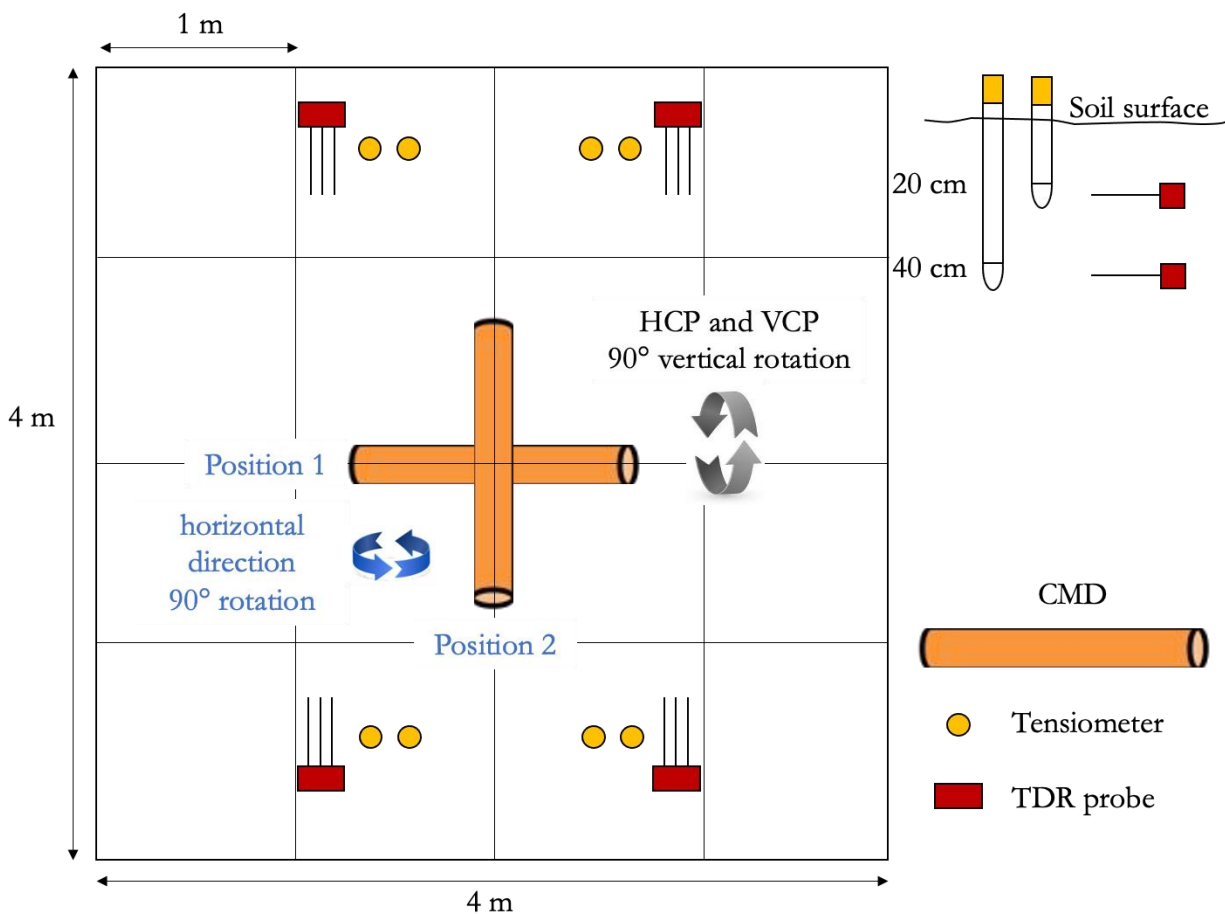 1 m
Soil surface
20 cm
40 cm
HCP and VCP
90° vertical rotation
4 m
Position 1
horizontal
direction
90° rotation
Position 2
CMD
Tensiometer
TDR probe
4 m